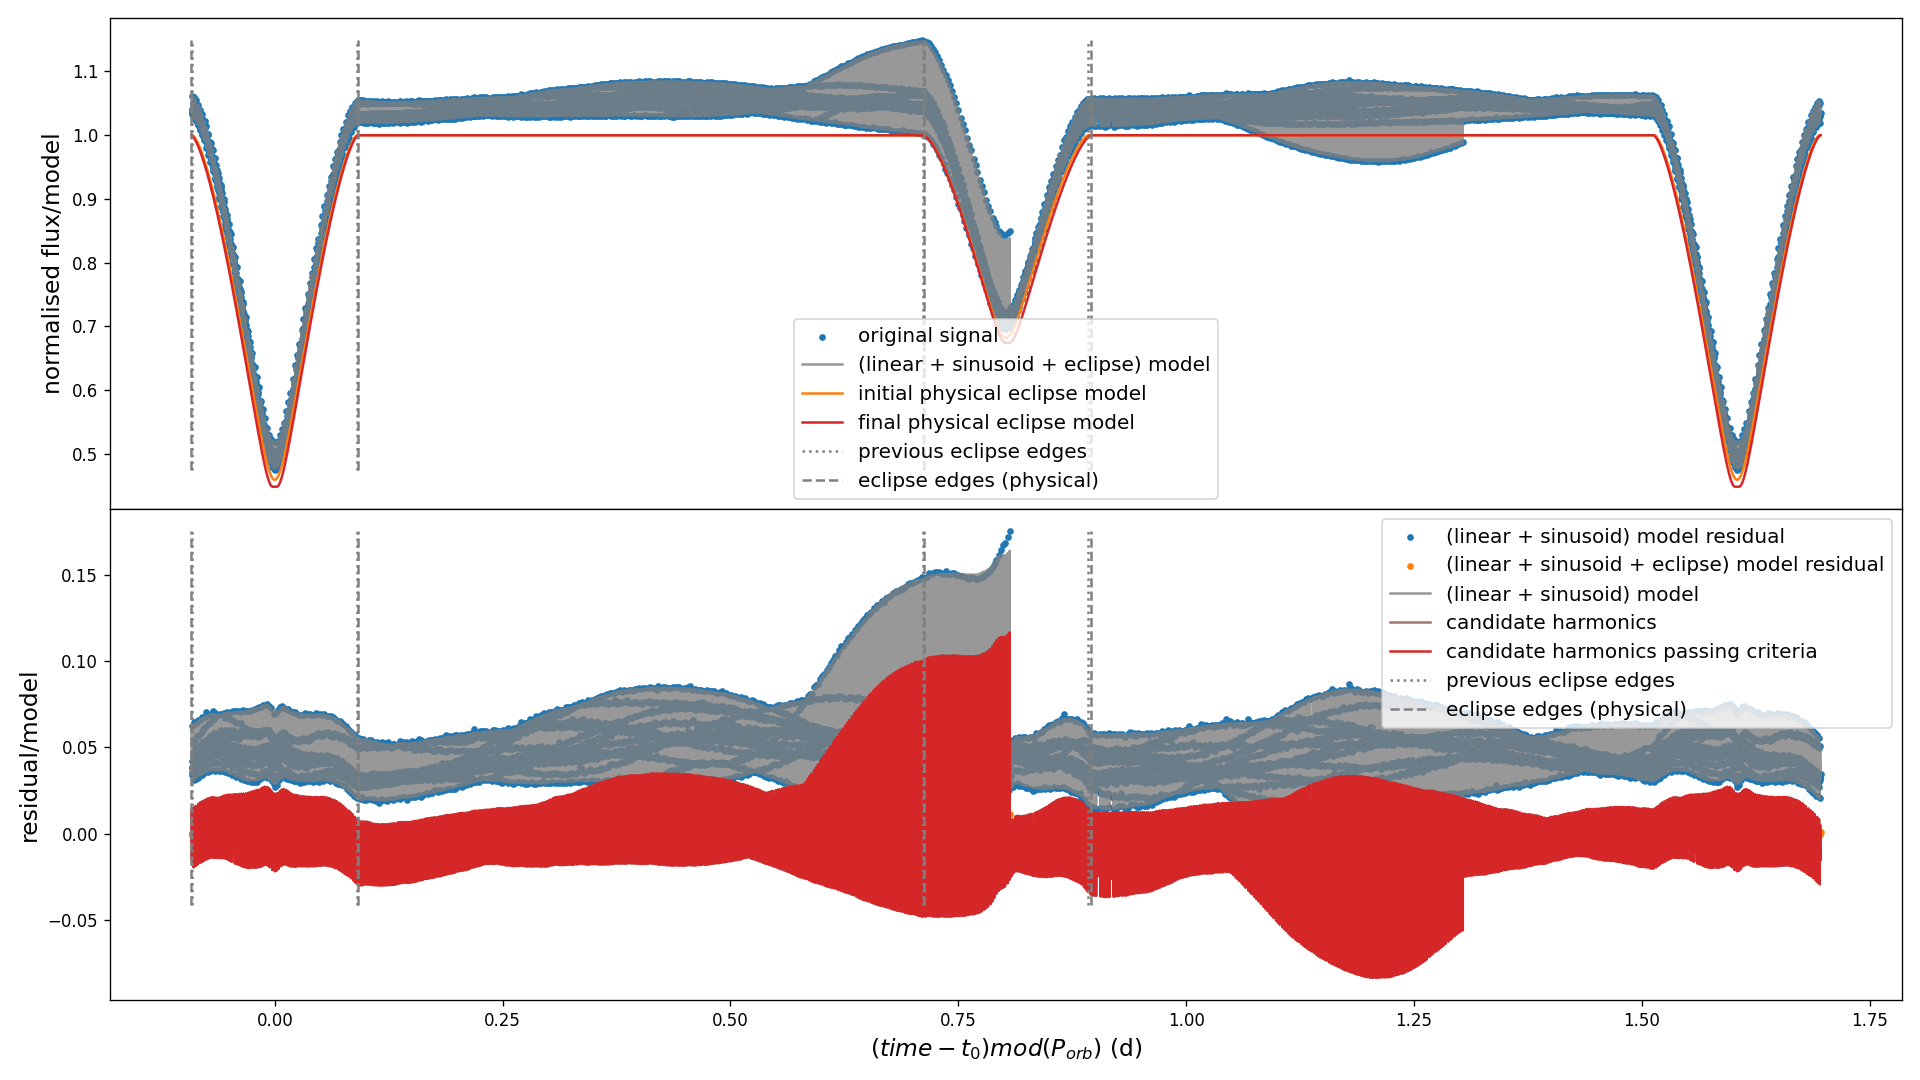 normalised flux/model
1.1
1.0
0.9
0.8
0.7
0.6
0.5
original signal
(linear + sinusoid + eclipse) model
initial physical eclipse model
final physical eclipse model
previous eclipse edges
eclipse edges (physical)
residual/model
0.15
0.10
0.05
0.00
−0.05
(linear + sinusoid) model residual
(linear + sinusoid + eclipse) model residual
(linear + sinusoid) model
candidate harmonics
candidate harmonics passing criteria
previous eclipse edges
eclipse edges (physical)
0.00 0.25 0.50 0.75 1.00 1.25 1.50 1.75
(time − t₀)mod(Pₒᵣb) (d)